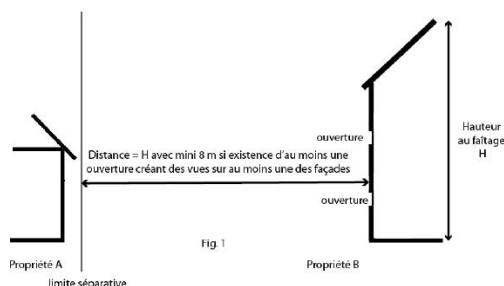 ouverture
Hauteur
au faîtage
H
Distance = H avec mini 8 m si existence d'au moins une
ouverture créant des vues sur au moins une des façades
ouverture
Fig. 1
Propriété A
Propriété B
limite séparative